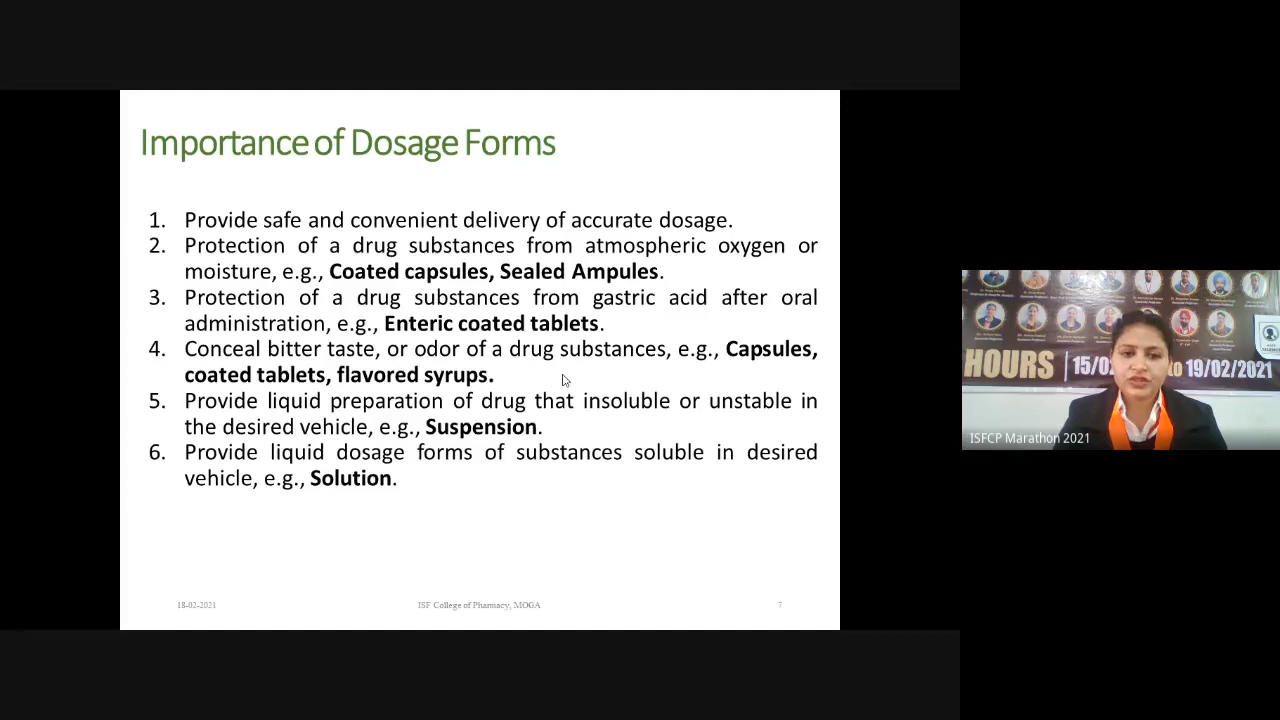 Importance of Dosage Forms
1. Provide safe and convenient delivery of accurate dosage.
2. Protection of a drug substances from atmospheric oxygen or
moisture, e.g., Coated capsules, Sealed Ampules.
3. Protection of a drug substances from gastric acid after oral
administration, e.g., Enteric coated tablets.
4. Conceal bitter taste, or odor of a drug substances, e.g., Capsules,
coated tablets, flavored syrups.
5. Provide liquid preparation of drug that insoluble or unstable in
the desired vehicle, e.g., Suspension.
6. Provide liquid dosage forms of substances soluble in desired
vehicle, e.g., Solution.
18-02-2021 ISF College of Pharmacy, MOGA 7
HOURS 15/02 to 19/02/2021
ISFCP Marathon 2021